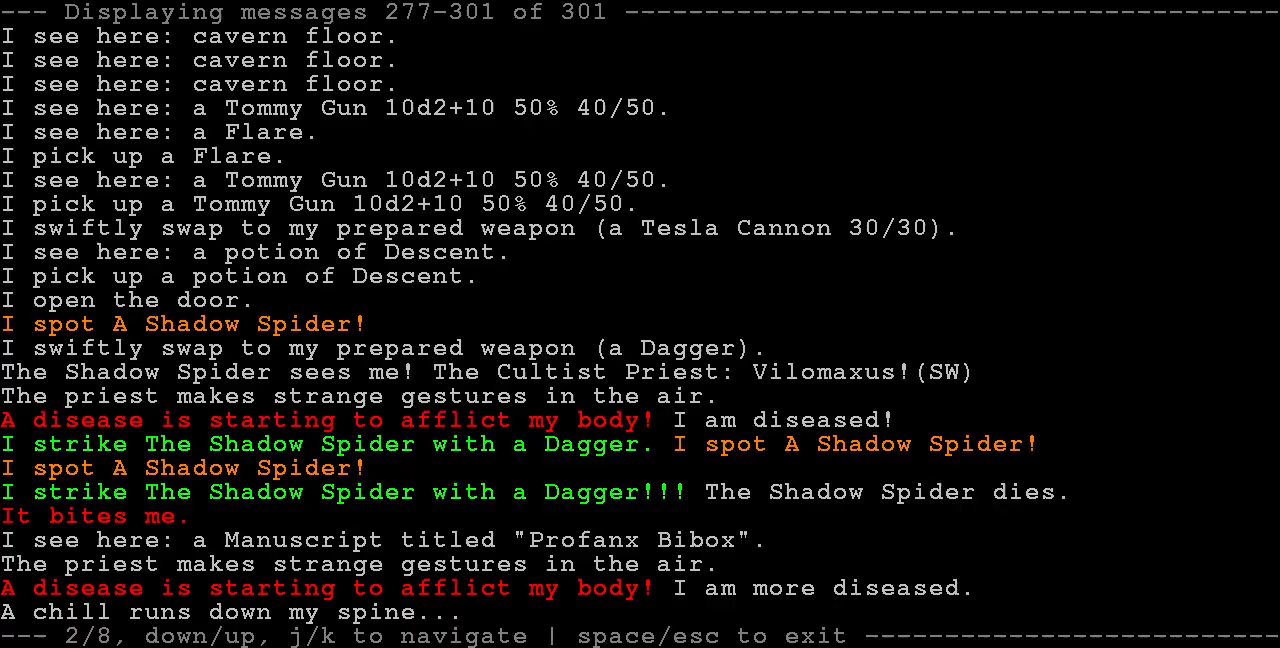 --- Displaying messages 277-301 of 301 -----------------------------------------
I see here: cavern floor.
I see here: cavern floor.
I see here: cavern floor.
I see here: a Tommy Gun 10d2+10 50% 40/50.
I see here: a Flare.
I pick up a Flare.
I see here: a Tommy Gun 10d2+10 50% 40/50.
I pick up a Tommy Gun 10d2+10 50% 40/50.
I swiftly swap to my prepared weapon (a Tesla Cannon 30/30).
I see here: a potion of Descent.
I pick up a potion of Descent.
I open the door.
I spot A Shadow Spider!
I swiftly swap to my prepared weapon (a Dagger).
The Shadow Spider sees me! The Cultist Priest: Vilomaxus!(SW)
The priest makes strange gestures in the air.
A disease is starting to afflict my body! I am diseased!
I strike The Shadow Spider with a Dagger. I spot A Shadow Spider!
I spot A Shadow Spider!
I strike The Shadow Spider with a Dagger!!! The Shadow Spider dies.
It bites me.
I see here: a Manuscript titled "Profanx Bibox".
The priest makes strange gestures in the air.
A disease is starting to afflict my body! I am more diseased.
A chill runs down my spine...
--- 2/8, down/up, j/k to navigate | space/esc to exit --------------------------